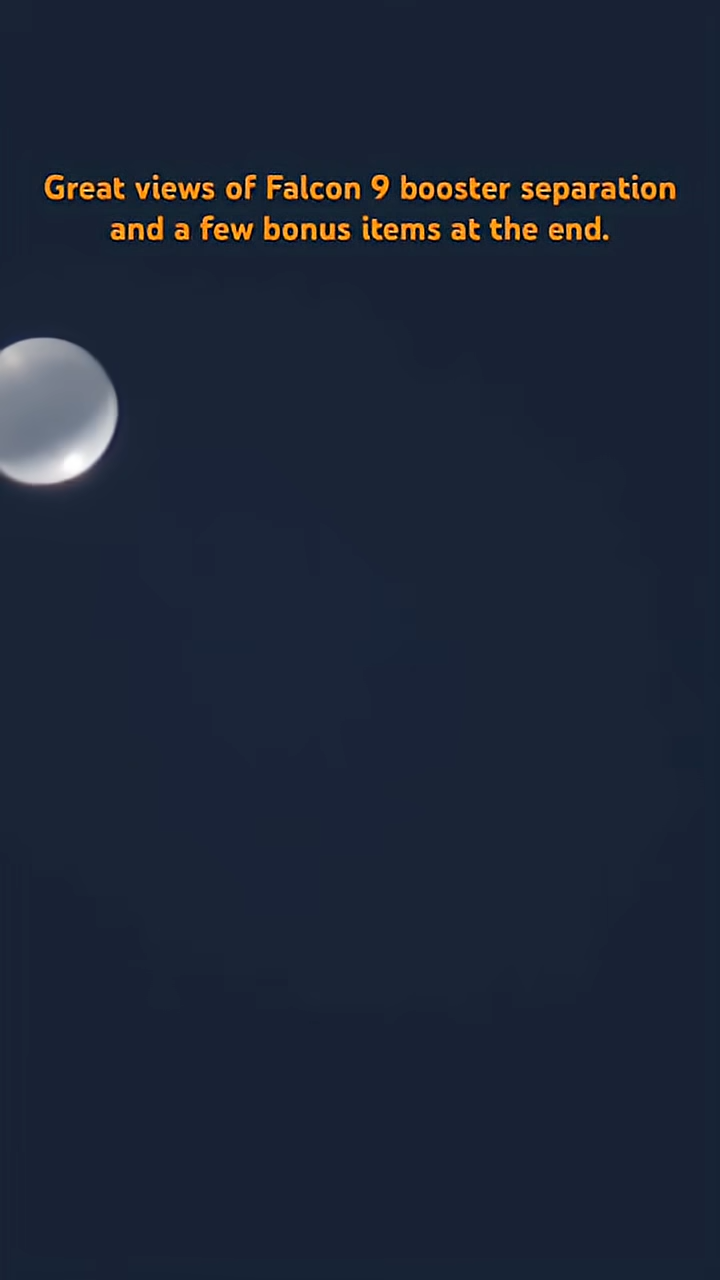 Great views of Falcon 9 booster separation
and a few bonus items at the end.